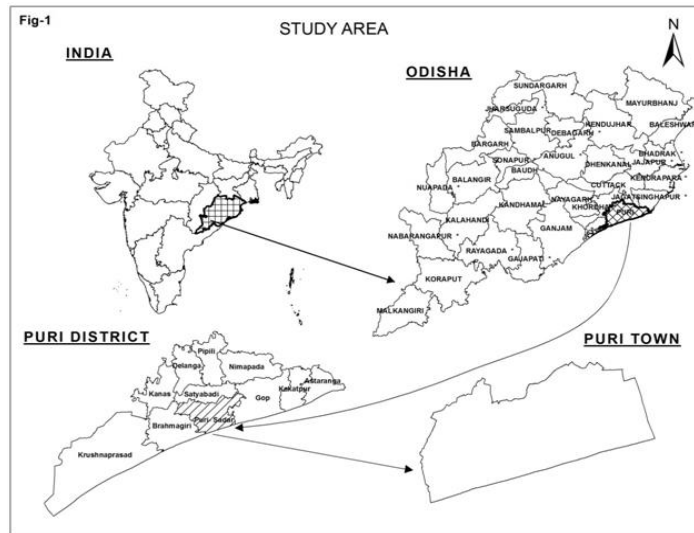 Fig-1
STUDY AREA
N
INDIA
ODISHA
SUNDARGARH
MAYURBHANJ
JHARSUGUDA
KENDUJHAR
BALESHWAR
SAMBALPUR
DEBAGARH
BARGARH
BHADRAK
ANUGUL
JAJAPUR
SONAPUR
DHENKANAL
BAUDH
KENDRAPARA
BALANGIR
CUTTACK
NUAPADA
JAGATSINGHAPUR
NAYAGARH
KANDHAMAL
KHORDHA
PURI
KALAHANDI
GANJAM
NABARANGAPUR
RAYAGADA
GAJAPATI
KORAPUT
MALKANGIRI
PURI DISTRICT
PURI TOWN
Pipili
Delanga
Nimapada
Astaranga
Kakatpur
Kanas
Satyabadi
Gop
Puri Sadar
Brahmagiri
Krushnaprasad